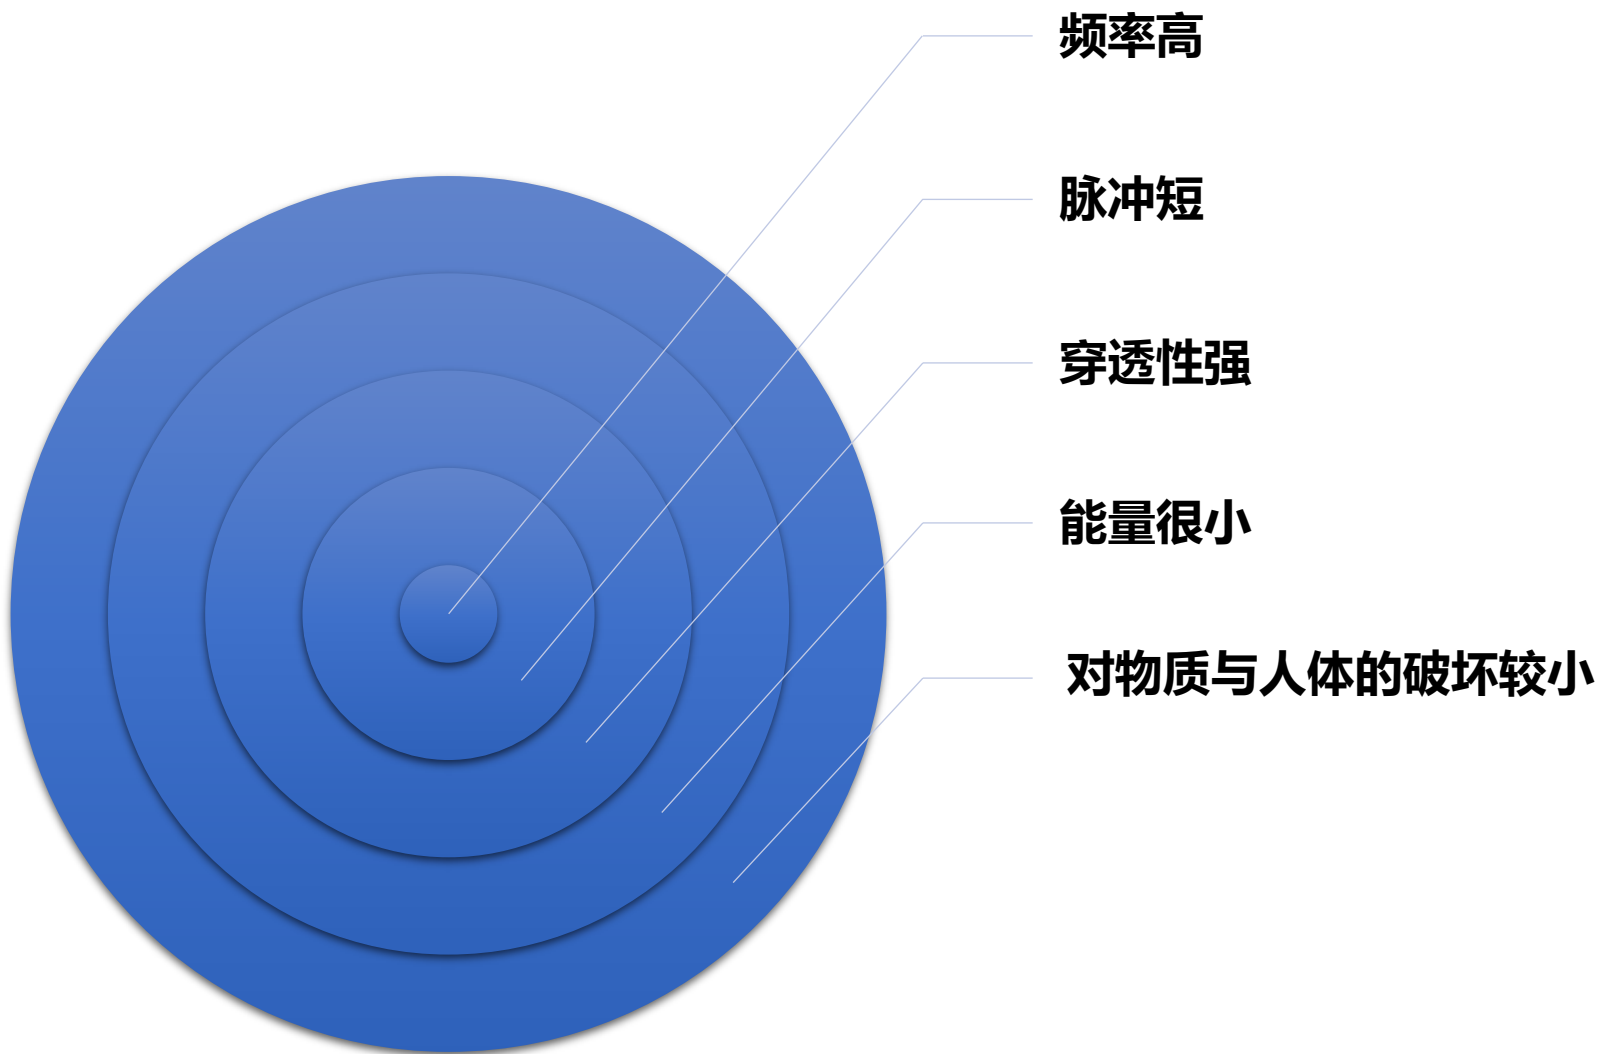 频率高
脉冲短
穿透性强
能量很小
对物质与人体的破坏较小